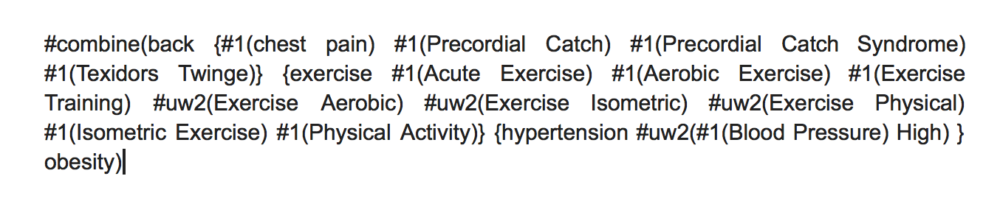 #combine(back {#1(chest pain) #1(Precordial Catch) #1(Precordial Catch Syndrome)
#1(Texidors Twinge)} {exercise #1(Acute Exercise) #1(Aerobic Exercise) #1(Exercise
Training) #uw2(Exercise Aerobic) #uw2(Exercise Isometric) #uw2(Exercise Physical)
#1(Isometric Exercise) #1(Physical Activity)} {hypertension #uw2(#1(Blood Pressure) High) }
obesity)